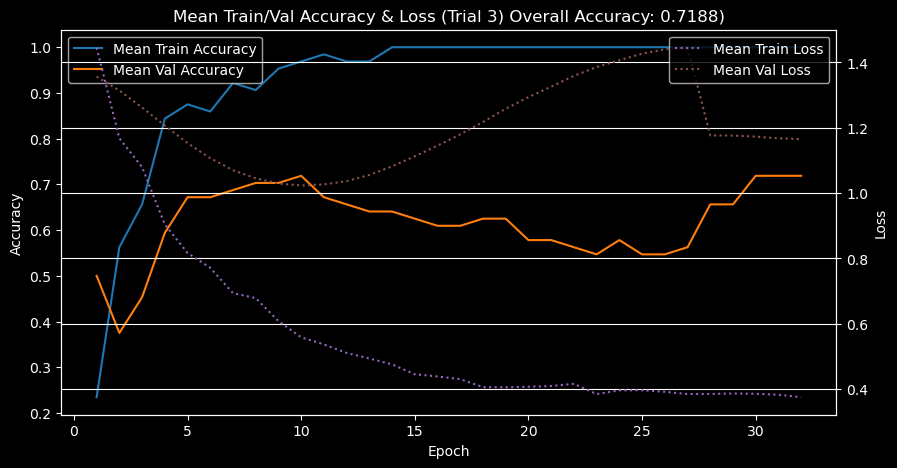 Mean Train/Val Accuracy & Loss (Trial 3) Overall Accuracy: 0.7188)
Mean Train Accuracy
Mean Val Accuracy
Mean Train Loss
Mean Val Loss
Accuracy
1.0
0.9
0.8
0.7
0.6
0.5
0.4
0.3
0.2
1.4
1.2
1.0
0.8
0.6
0.4
Loss
0 5 10 15 20 25 30
Epoch